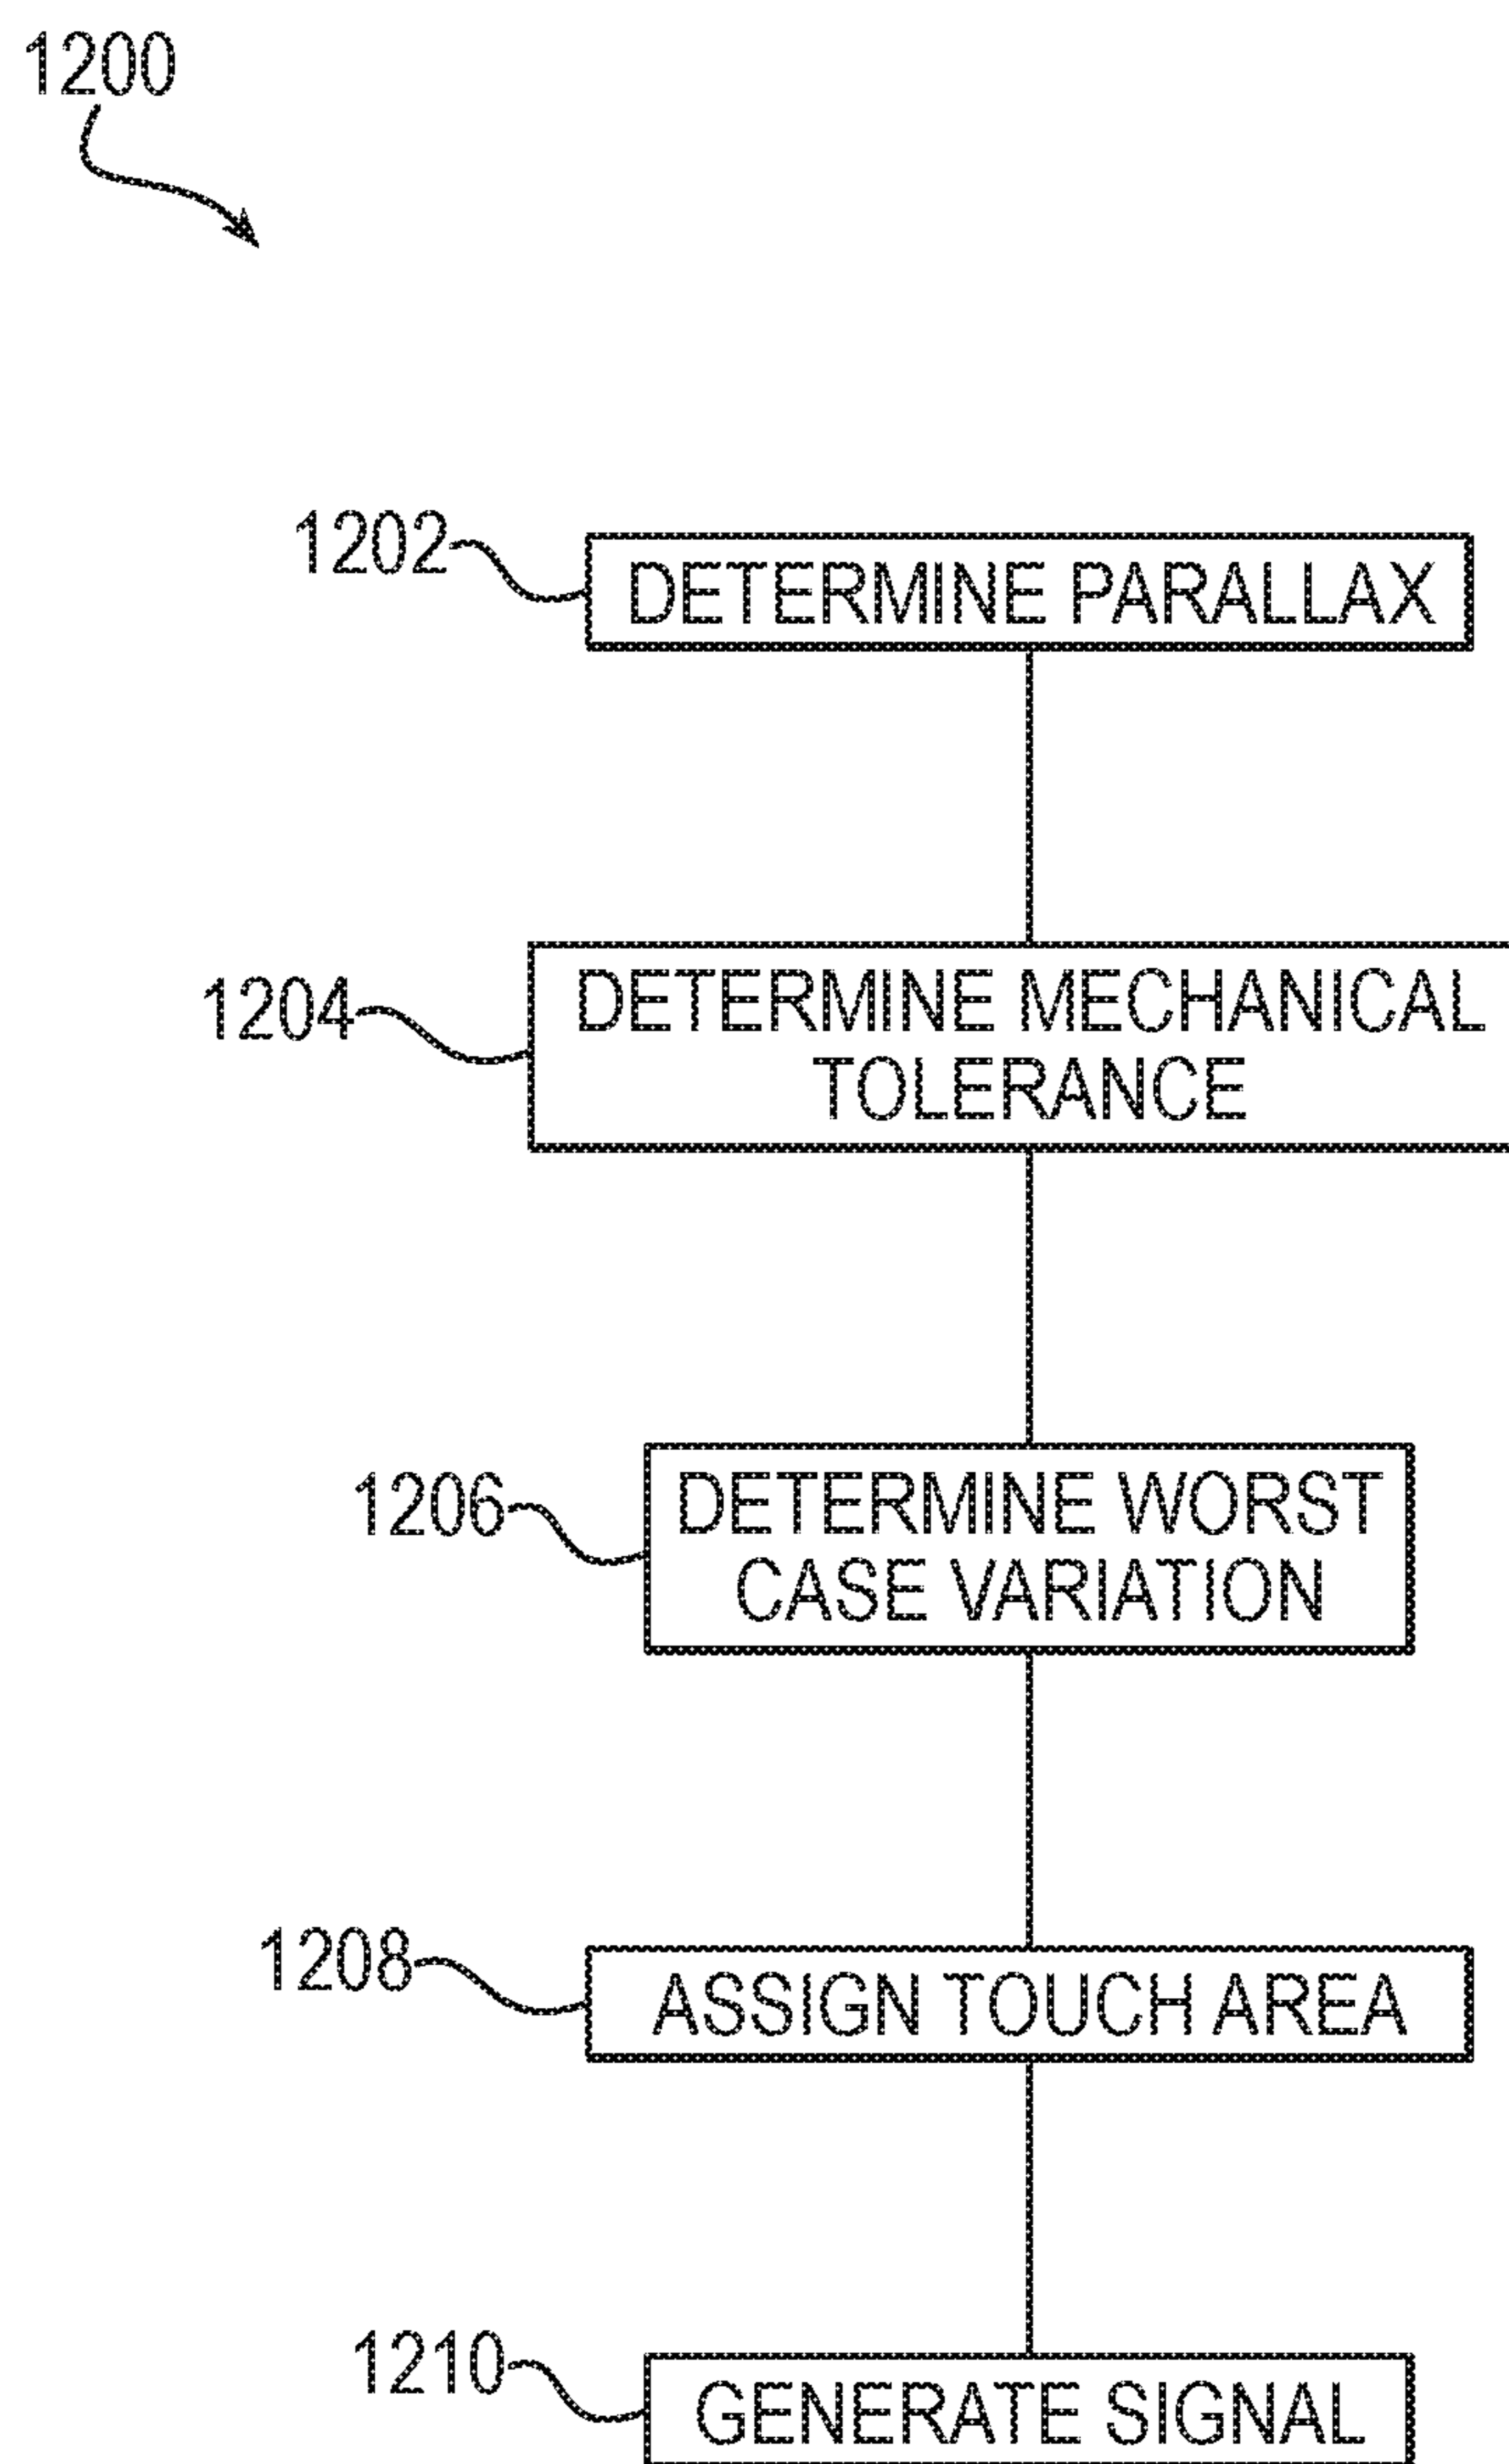 1200
1202
DETERMINE PARALLAX
1204
DETERMINE MECHANICAL
TOLERANCE
1206
DETERMINE WORST
CASE VARIATION
1208
ASSIGN TOUCH AREA
1210
GENERATE SIGNAL